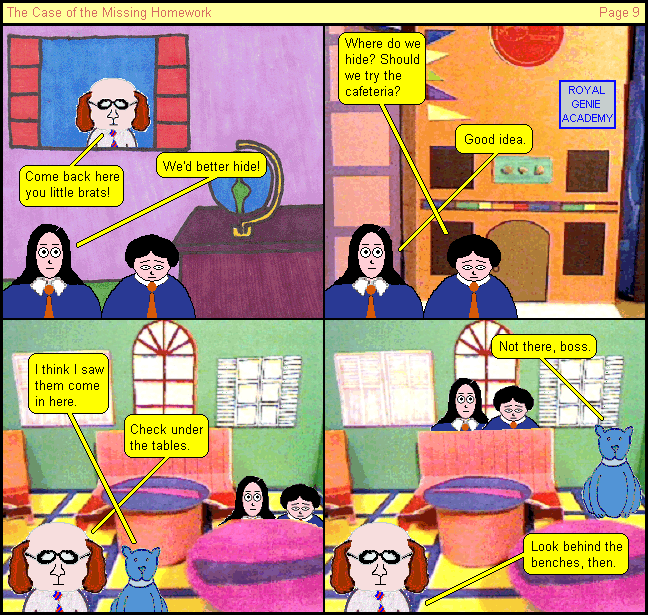 The Case of the Missing Homework
Page 9
Come back here
you little brats!
We'd better hide!
Where do we
hide? Should
we try the
cafeteria?
Good idea.
ROYAL
GENIE
ACADEMY
I think I saw
them come
in here.
Check under
the tables.
Not there, boss.
Look behind the
benches, then.